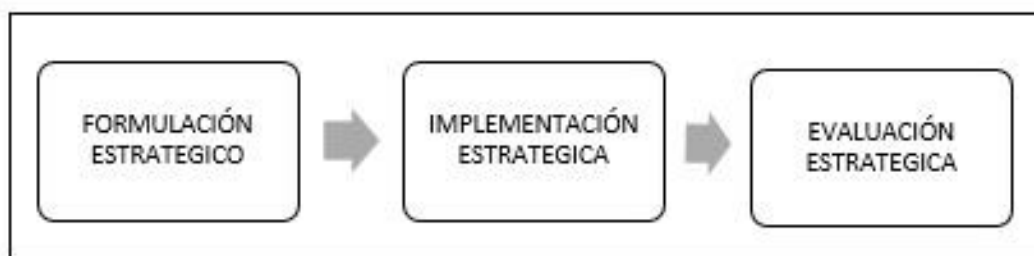 FORMULACIÓN
ESTRATEGICO
IMPLEMENTACIÓN
ESTRATEGICA
EVALUACIÓN
ESTRATEGICA